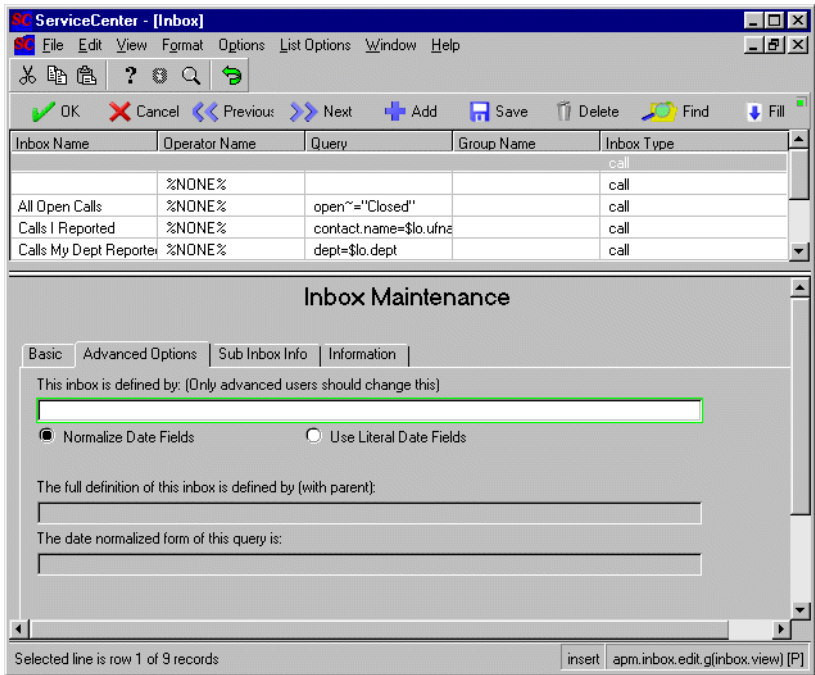 SC ServiceCenter - [Inbox]
SC File Edit View Format Options List Options Window Help
?
OK Cancel Previous Next Add Save Delete Find Fill
Inbox Name Operator Name Query Group Name Inbox Type
call
%NONE% call
All Open Calls %NONE% open~="Closed" call
Calls I Reported %NONE% contact.name=$lo.ufna call
Calls My Dept Reporte %NONE% dept=$lo.dept call
Inbox Maintenance
Basic Advanced Options Sub Inbox Info Information
This inbox is defined by: (Only advanced users should change this)
Normalize Date Fields Use Literal Date Fields
The full definition of this inbox is defined by (with parent):
The date normalized form of this query is:
Selected line is row 1 of 9 records insert apm.inbox.edit.g(inbox.view) [P]